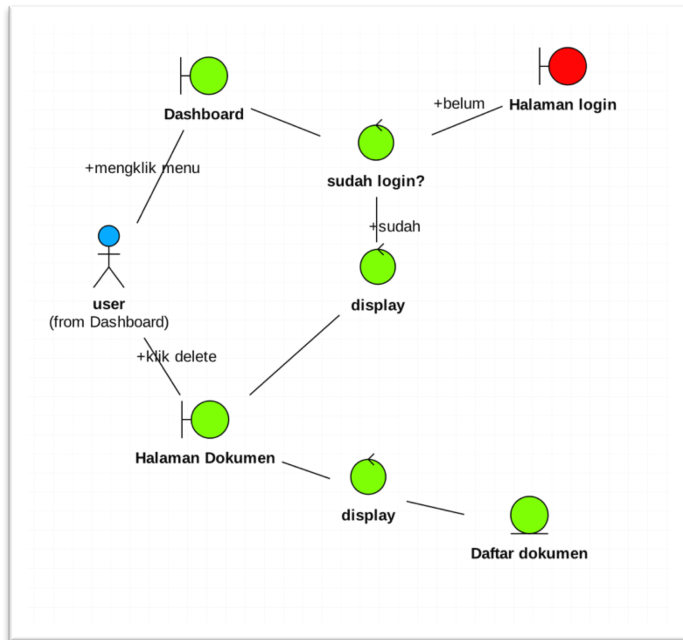 Dashboard
+belum
Halaman login
+mengklik menu
sudah login?
+sudah
user
(from Dashboard)
display
+klik delete
Halaman Dokumen
display
Daftar dokumen